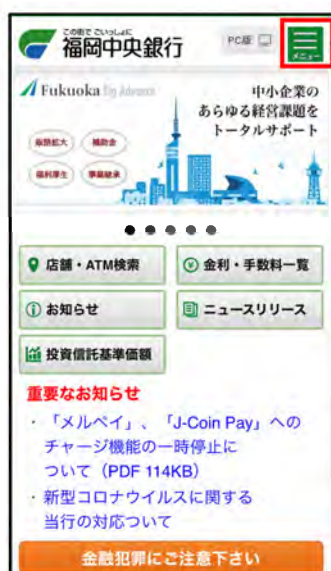 この街で ごいっしょに
福岡中央銀行
PC版
メニュー
Fukuoka Big Advance
中小企業の
あらゆる経営課題を
トータルサポート
販路拡大
補助金
福利厚生
事業継承
店舗・ATM検索
金利・手数料一覧
お知らせ
ニュースリリース
投資信託基準価額
重要なお知らせ
・「メルペイ」、「J-Coin Pay」への
チャージ機能の一時停止に
ついて（PDF 114KB）
・新型コロナウイルスに関する
当行の対応ついて
金融犯罪にご注意下さい